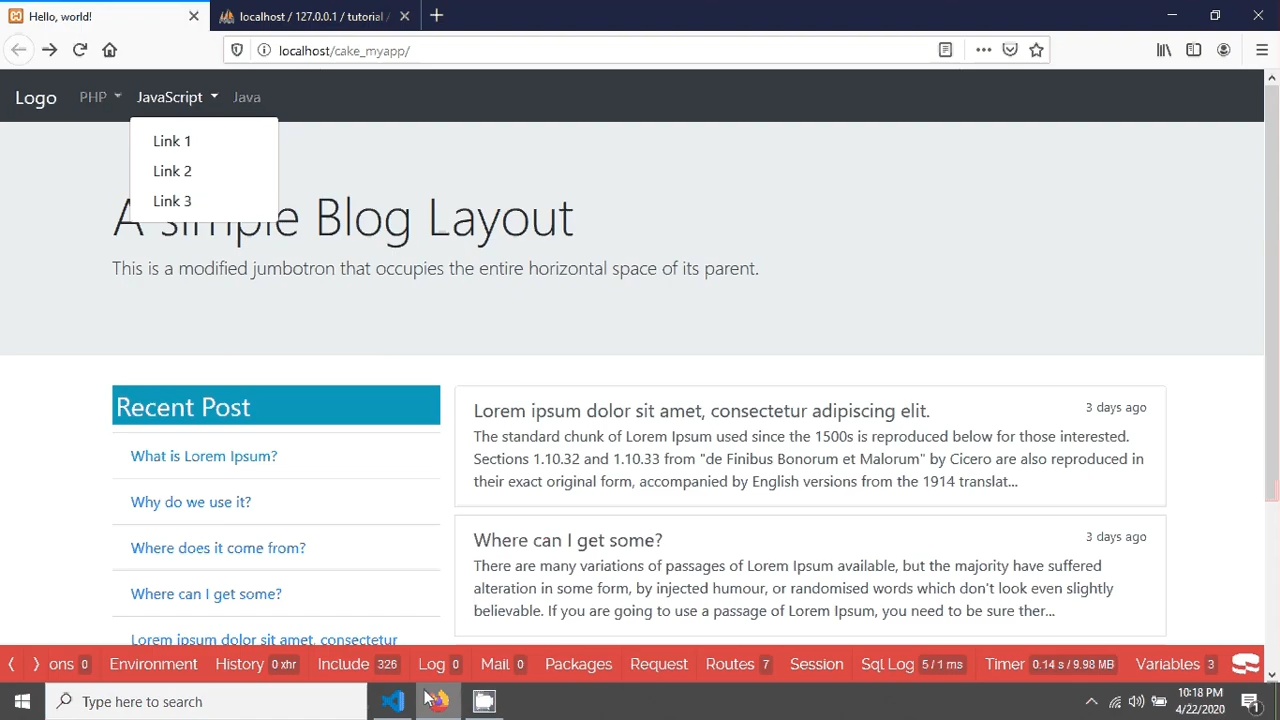 Hello, world!
localhost / 127.0.0.1 / tutorial /
localhost/cake_myapp/
Logo PHP JavaScript Java
Link 1
Link 2
Link 3
A simple Blog Layout
This is a modified jumbotron that occupies the entire horizontal space of its parent.
Recent Post
What is Lorem Ipsum?
Why do we use it?
Where does it come from?
Where can I get some?
Lorem ipsum dolor sit amet, consectetur
Lorem ipsum dolor sit amet, consectetur adipiscing elit.
3 days ago
The standard chunk of Lorem Ipsum used since the 1500s is reproduced below for those interested.
Sections 1.10.32 and 1.10.33 from "de Finibus Bonorum et Malorum" by Cicero are also reproduced in
their exact original form, accompanied by English versions from the 1914 translat...
Where can I get some?
3 days ago
There are many variations of passages of Lorem Ipsum available, but the majority have suffered
alteration in some form, by injected humour, or randomised words which don't look even slightly
believable. If you are going to use a passage of Lorem Ipsum, you need to be sure ther...
ons 0 Environment History 0 xhr Include 326 Log 0 Mail 0 Packages Request Routes 7 Session Sql Log 5 / 1 ms Timer 0.14 s / 9.98 MB Variables 3
Type here to search
10:18 PM
4/22/2020
1